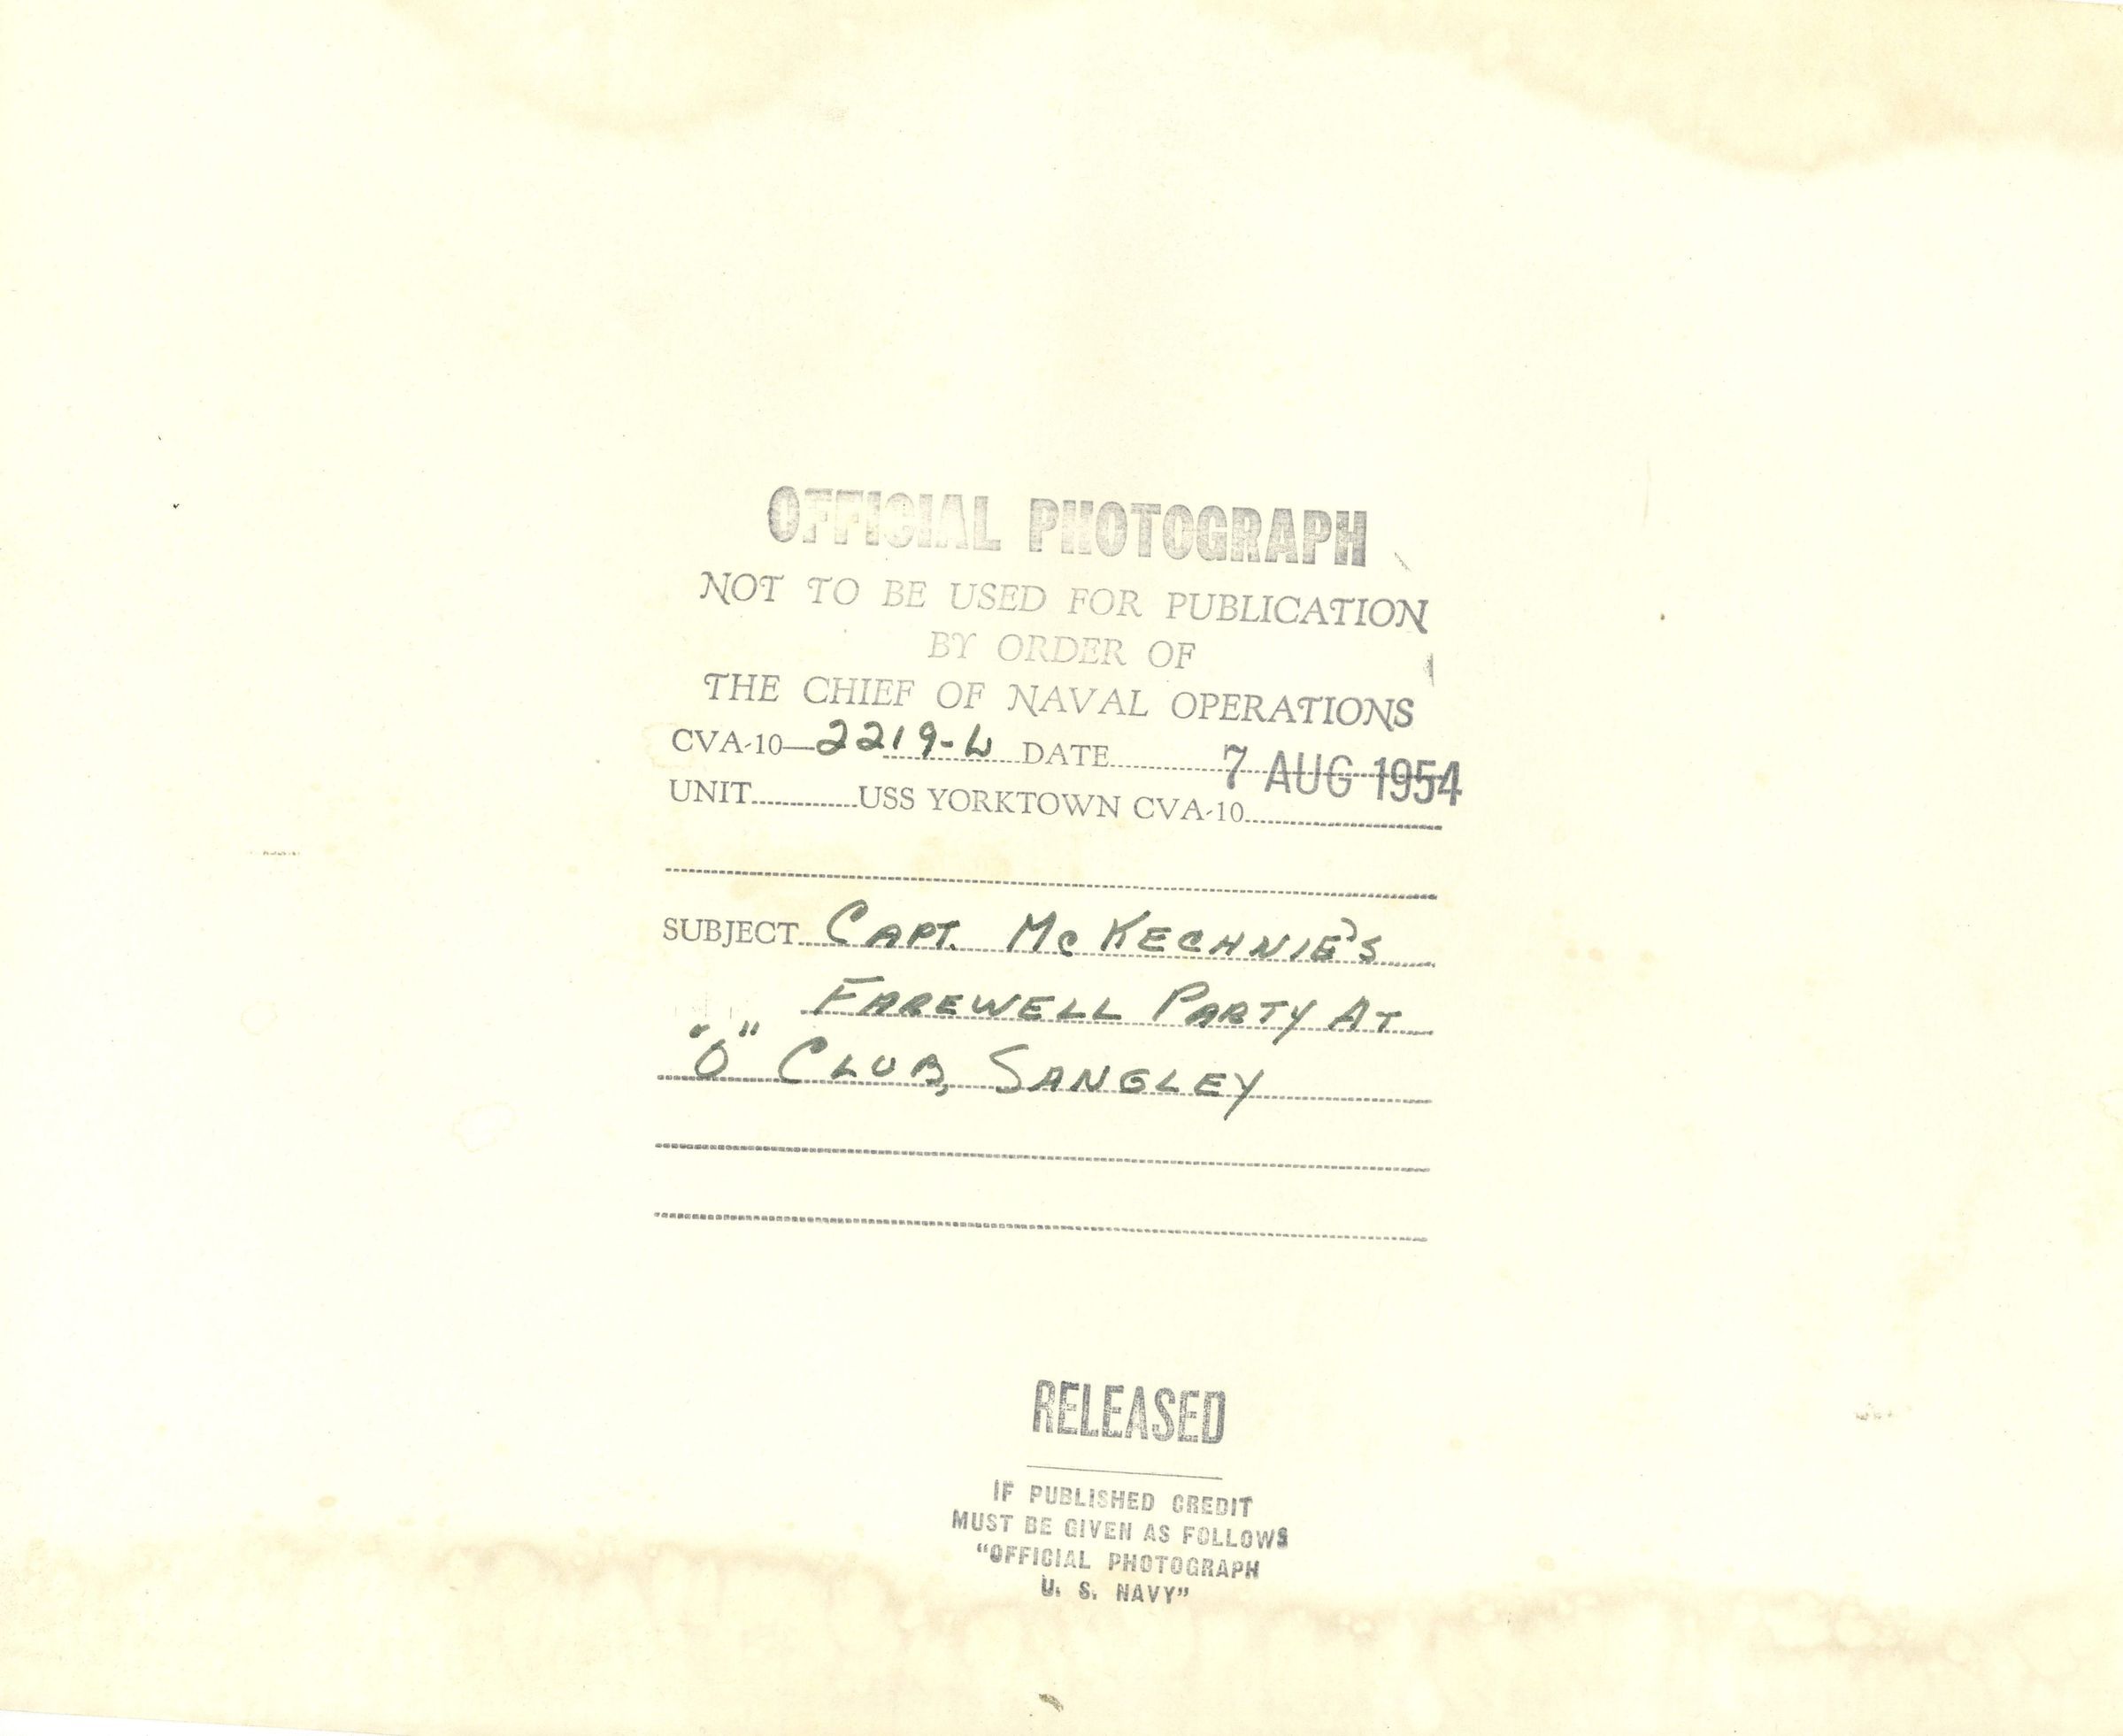 OFFICIAL PHOTOGRAPH
NOT TO BE USED FOR PUBLICATION
BY ORDER OF
THE CHIEF OF NAVAL OPERATIONS
CVA-10—2219-L DATE 7 AUG 1954
UNIT USS YORKTOWN CVA-10
SUBJECT CAPT. McKECHNIE'S
FAREWELL PARTY AT
"O" CLUB, SANGLEY
RELEASED
IF PUBLISHED CREDIT
MUST BE GIVEN AS FOLLOWS
"OFFICIAL PHOTOGRAPH
U. S. NAVY"